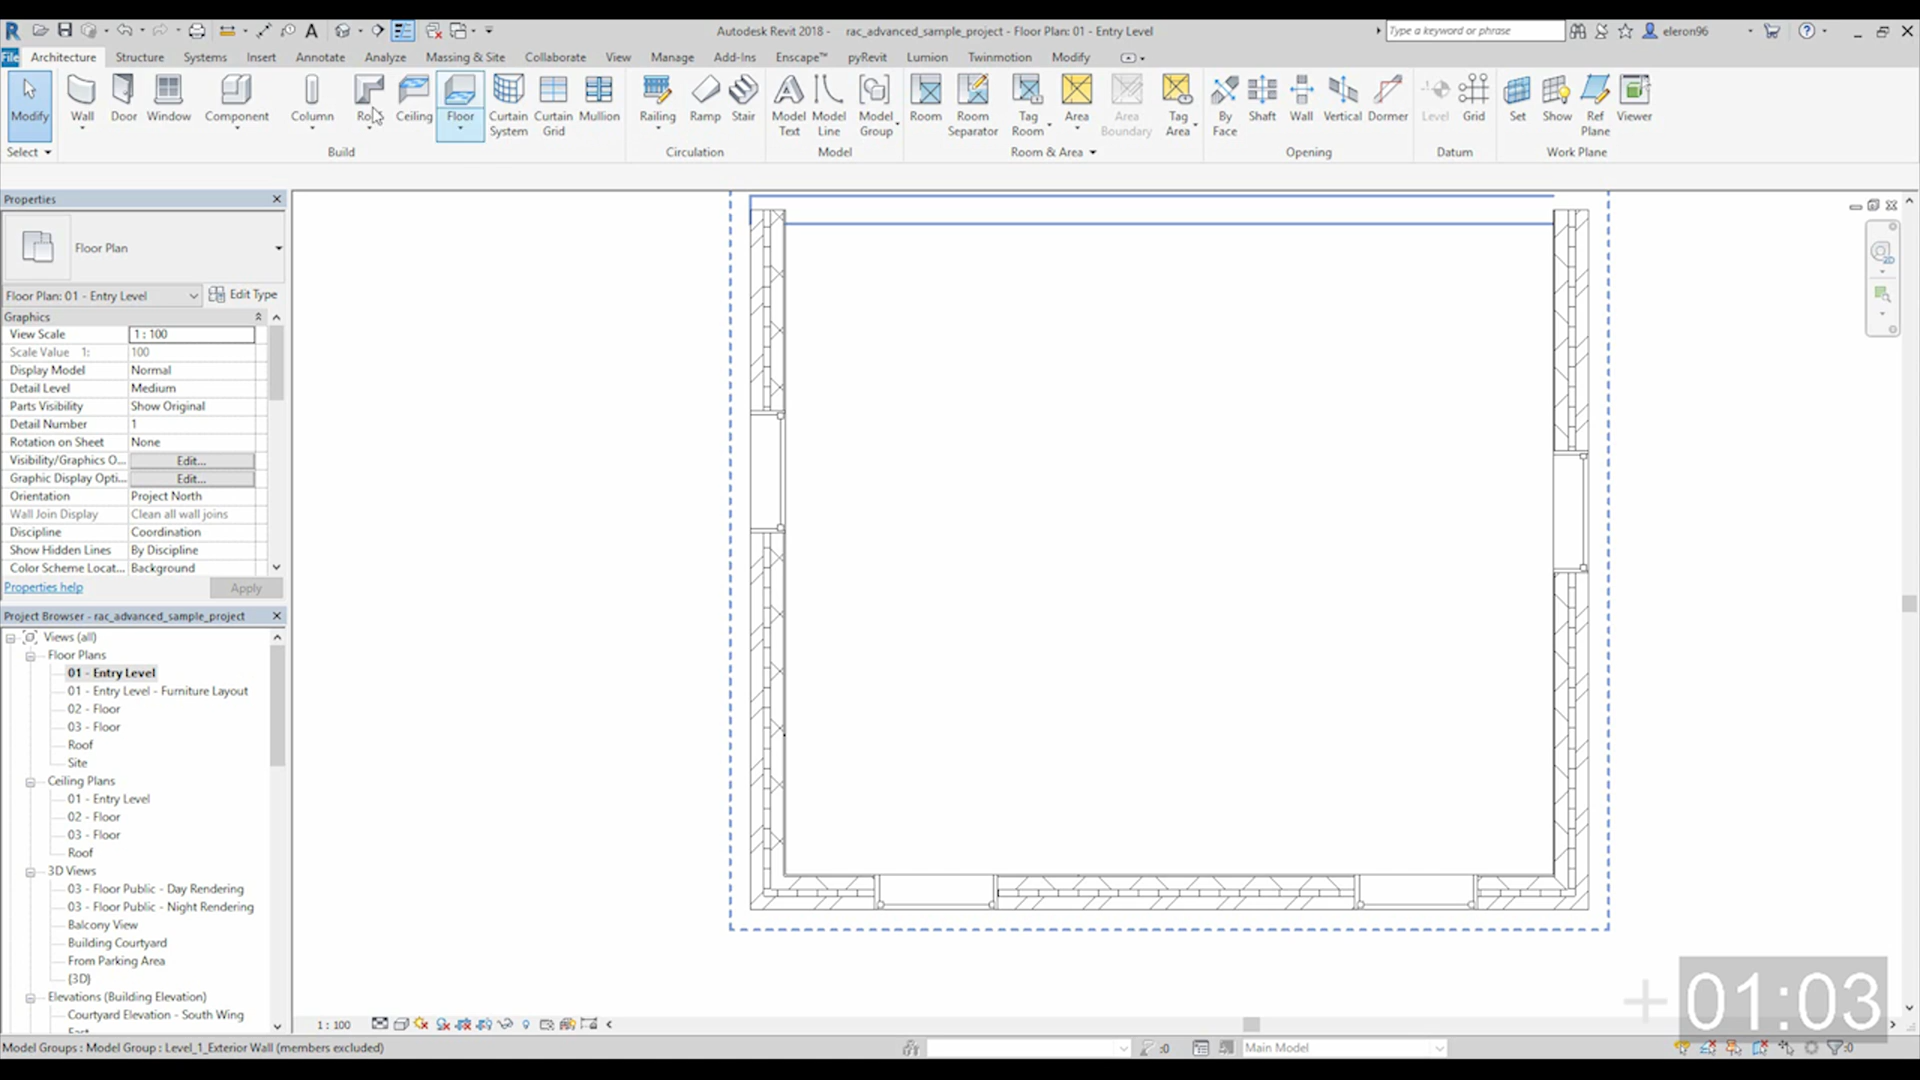 Autodesk Revit 2018 - rac_advanced_sample_project - Floor Plan: 01 - Entry Level
Type a keyword or phrase
eleron96
File Architecture Structure Systems Insert Annotate Analyze Massing & Site Collaborate View Manage Add-Ins Enscape™ pyRevit Lumion Twinmotion Modify
Modify Wall Door Window Component Column Ceiling Floor Curtain System Curtain Grid Mullion Railing Ramp Stair Model Text Model Line Model Group Room Room Separator Tag Room Area Area Boundary Tag Area By Face Shaft Wall Vertical Dormer Level Grid Set Show Ref Plane Viewer
Select Build Circulation Model Room & Area Opening Datum Work Plane
Properties
Floor Plan
Floor Plan: 01 - Entry Level Edit Type
Graphics
View Scale 1 : 100
Scale Value 1: 100
Display Model Normal
Detail Level Medium
Parts Visibility Show Original
Detail Number 1
Rotation on Sheet None
Visibility/Graphics O... Edit...
Graphic Display Opti... Edit...
Orientation Project North
Wall Join Display Clean all wall joins
Discipline Coordination
Show Hidden Lines By Discipline
Color Scheme Locat... Background
Properties help Apply
Project Browser - rac_advanced_sample_project
Views (all)
Floor Plans
01 - Entry Level
01 - Entry Level - Furniture Layout
02 - Floor
03 - Floor
Roof
Site
Ceiling Plans
01 - Entry Level
02 - Floor
03 - Floor
Roof
3D Views
03 - Floor Public - Day Rendering
03 - Floor Public - Night Rendering
Balcony View
Building Courtyard
From Parking Area
{3D}
Elevations (Building Elevation)
Courtyard Elevation - South Wing
1 : 100
+ 01:03
Model Groups : Model Group : Level_1_Exterior Wall (members excluded)
:0
Main Model
:0